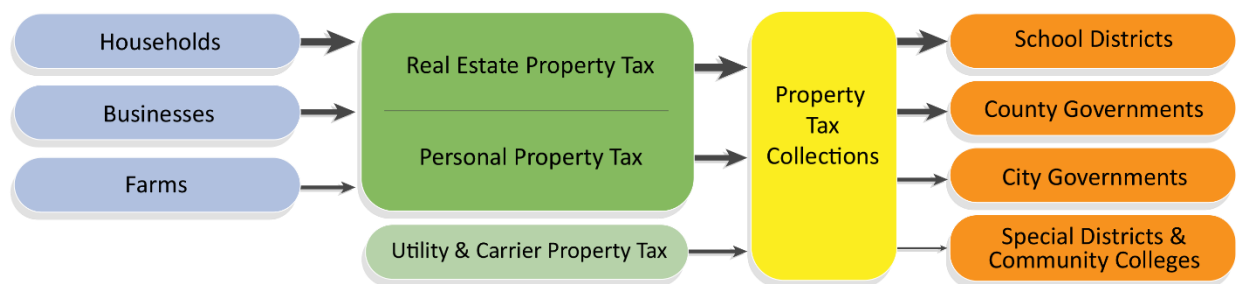 Households
Businesses
Farms
Real Estate Property Tax
Personal Property Tax
Utility & Carrier Property Tax
Property
Tax
Collections
School Districts
County Governments
City Governments
Special Districts &
Community Colleges